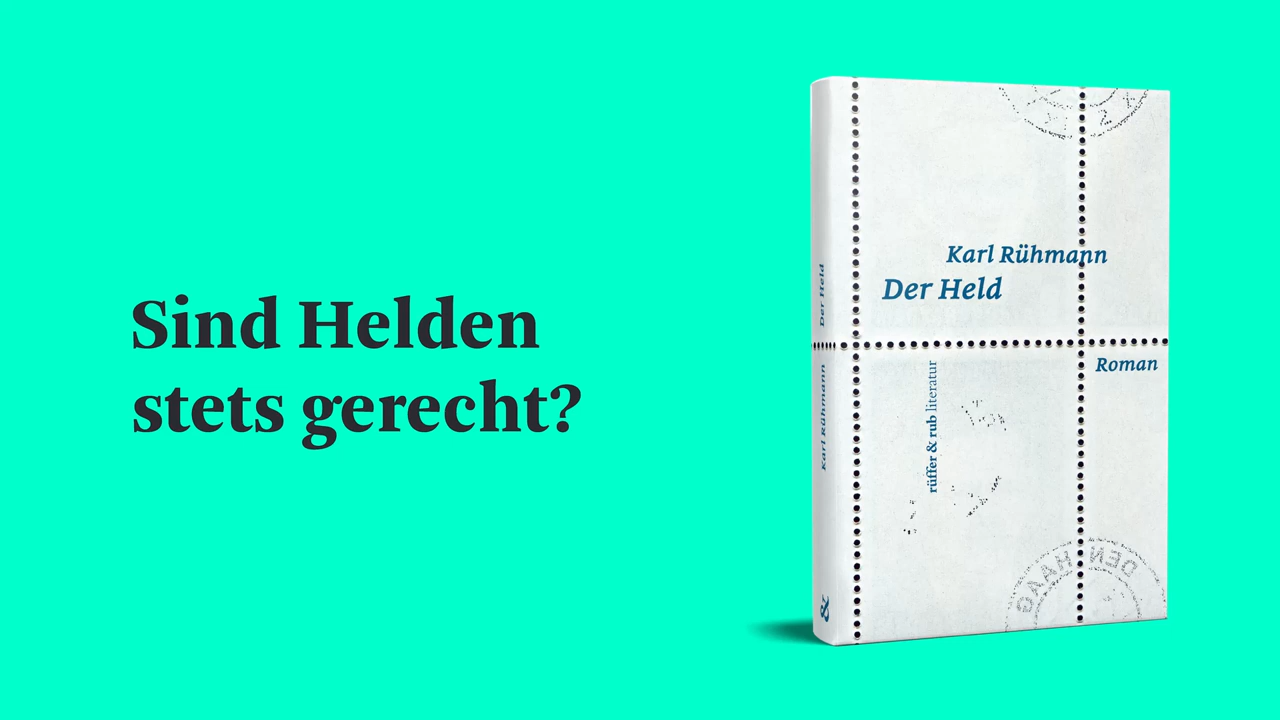 Sind Helden
stets gerecht?
Karl Rühmann
Der Held
Roman
rüffer & rub literatur
Der Held
Karl Rühmann
&
DEN HAAG